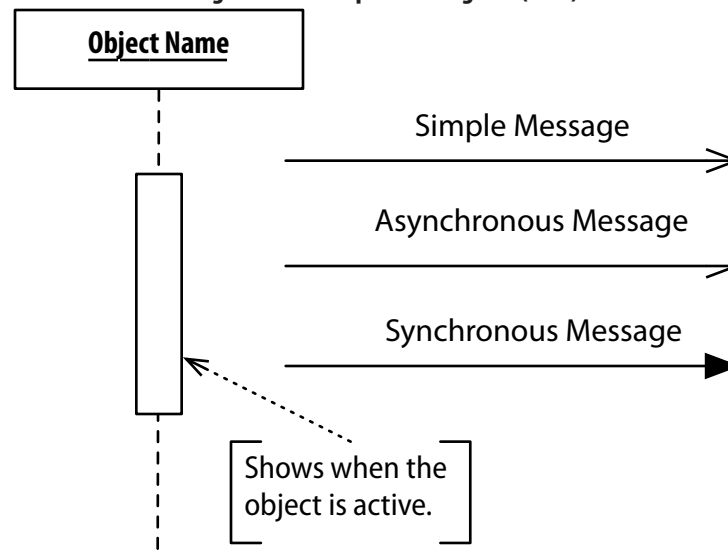 Object Name
Simple Message
Asynchronous Message
Synchronous Message
Shows when the
object is active.